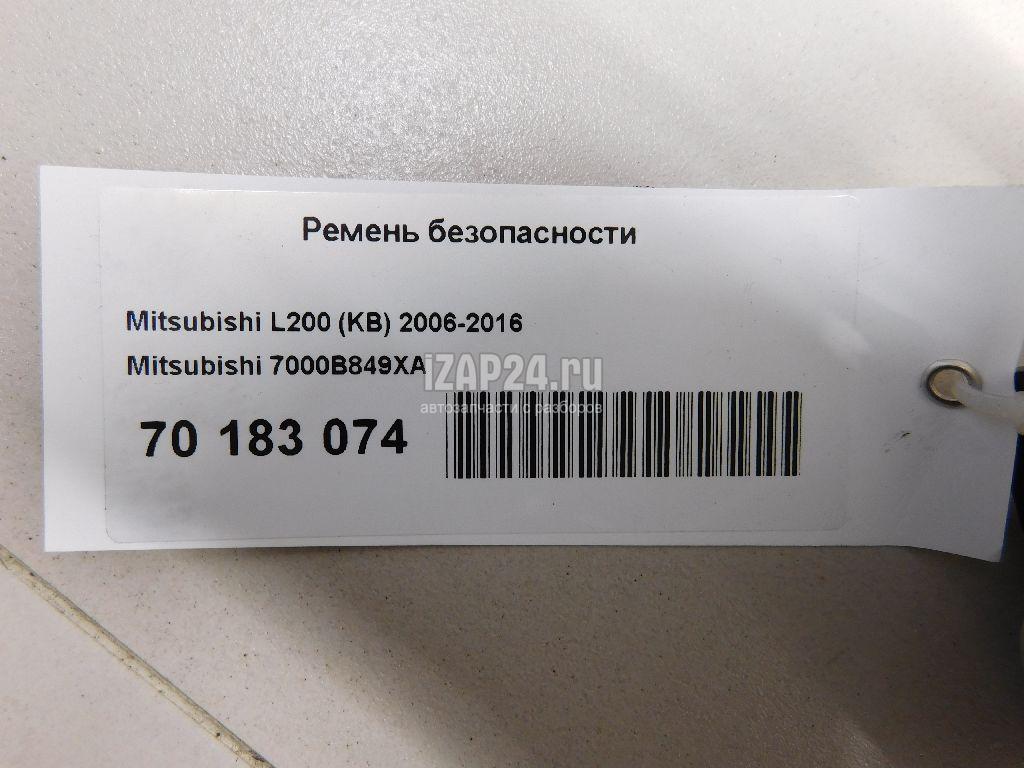 Ремень безопасности
Mitsubishi L200 (KB) 2006-2016
Mitsubishi 7000B849XA
iZAP24.ru
автозапчасти с разборов
70 183 074